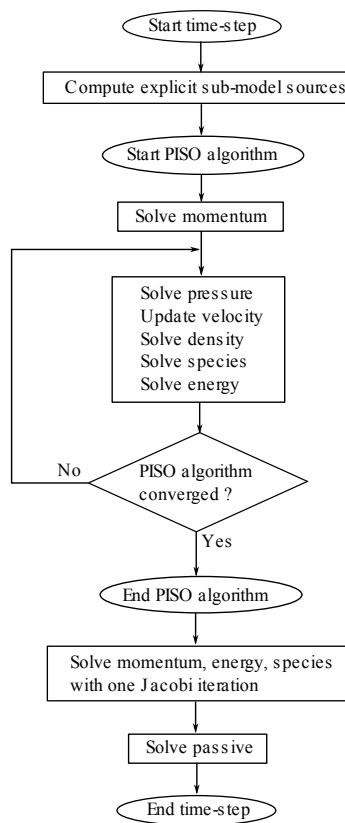 Start time-step
Compute explicit sub-model sources
Start PISO algorithm
Solve momentum
Solve pressure
Update velocity
Solve density
Solve species
Solve energy
No
PISO algorithm
converged ?
Yes
End PISO algorithm
Solve momentum, energy, species
with one Jacobi iteration
Solve passive
End time-step